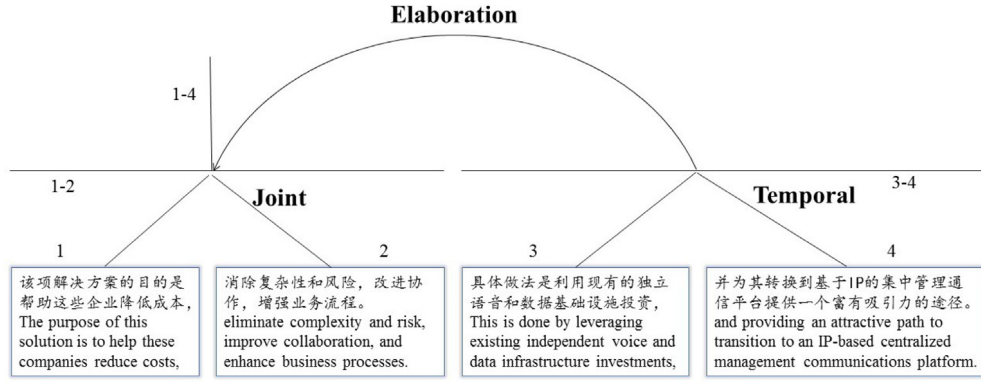 Elaboration
1-4
1-2
Joint
Temporal
3-4
1
2
3
4
该项解决方案的目的是
帮助这些企业降低成本，
The purpose of this
solution is to help these
companies reduce costs,
消除复杂性和风险，改进协
作，增强业务流程。
eliminate complexity and risk,
improve collaboration, and
enhance business processes.
具体做法是利用现有的独立
语音和数据基础设施投资，
This is done by leveraging
existing independent voice and
data infrastructure investments,
并为其转换到基于IP的集中管理通
信平台提供一个富有吸引力的途径。
and providing an attractive path to
transition to an IP-based centralized
management communications platform.